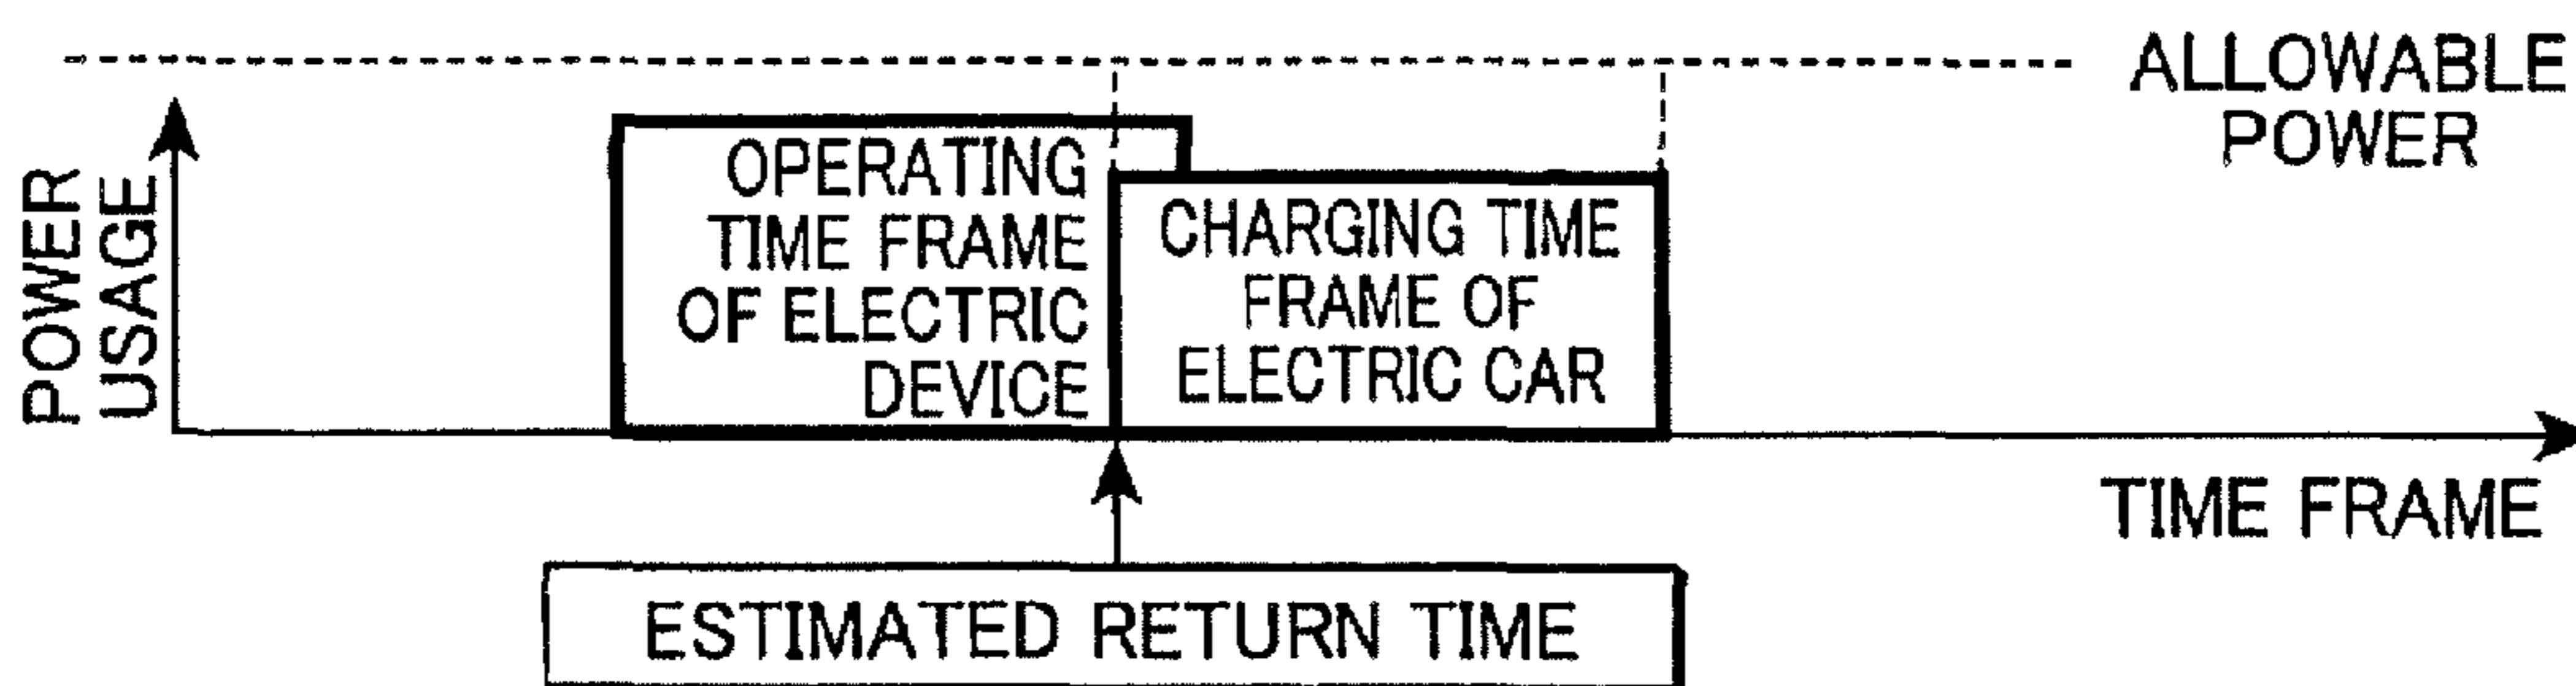 ALLOWABLE
POWER
POWER
USAGE
OPERATING
TIME FRAME
OF ELECTRIC
DEVICE
CHARGING TIME
FRAME OF
ELECTRIC CAR
TIME FRAME
ESTIMATED RETURN TIME